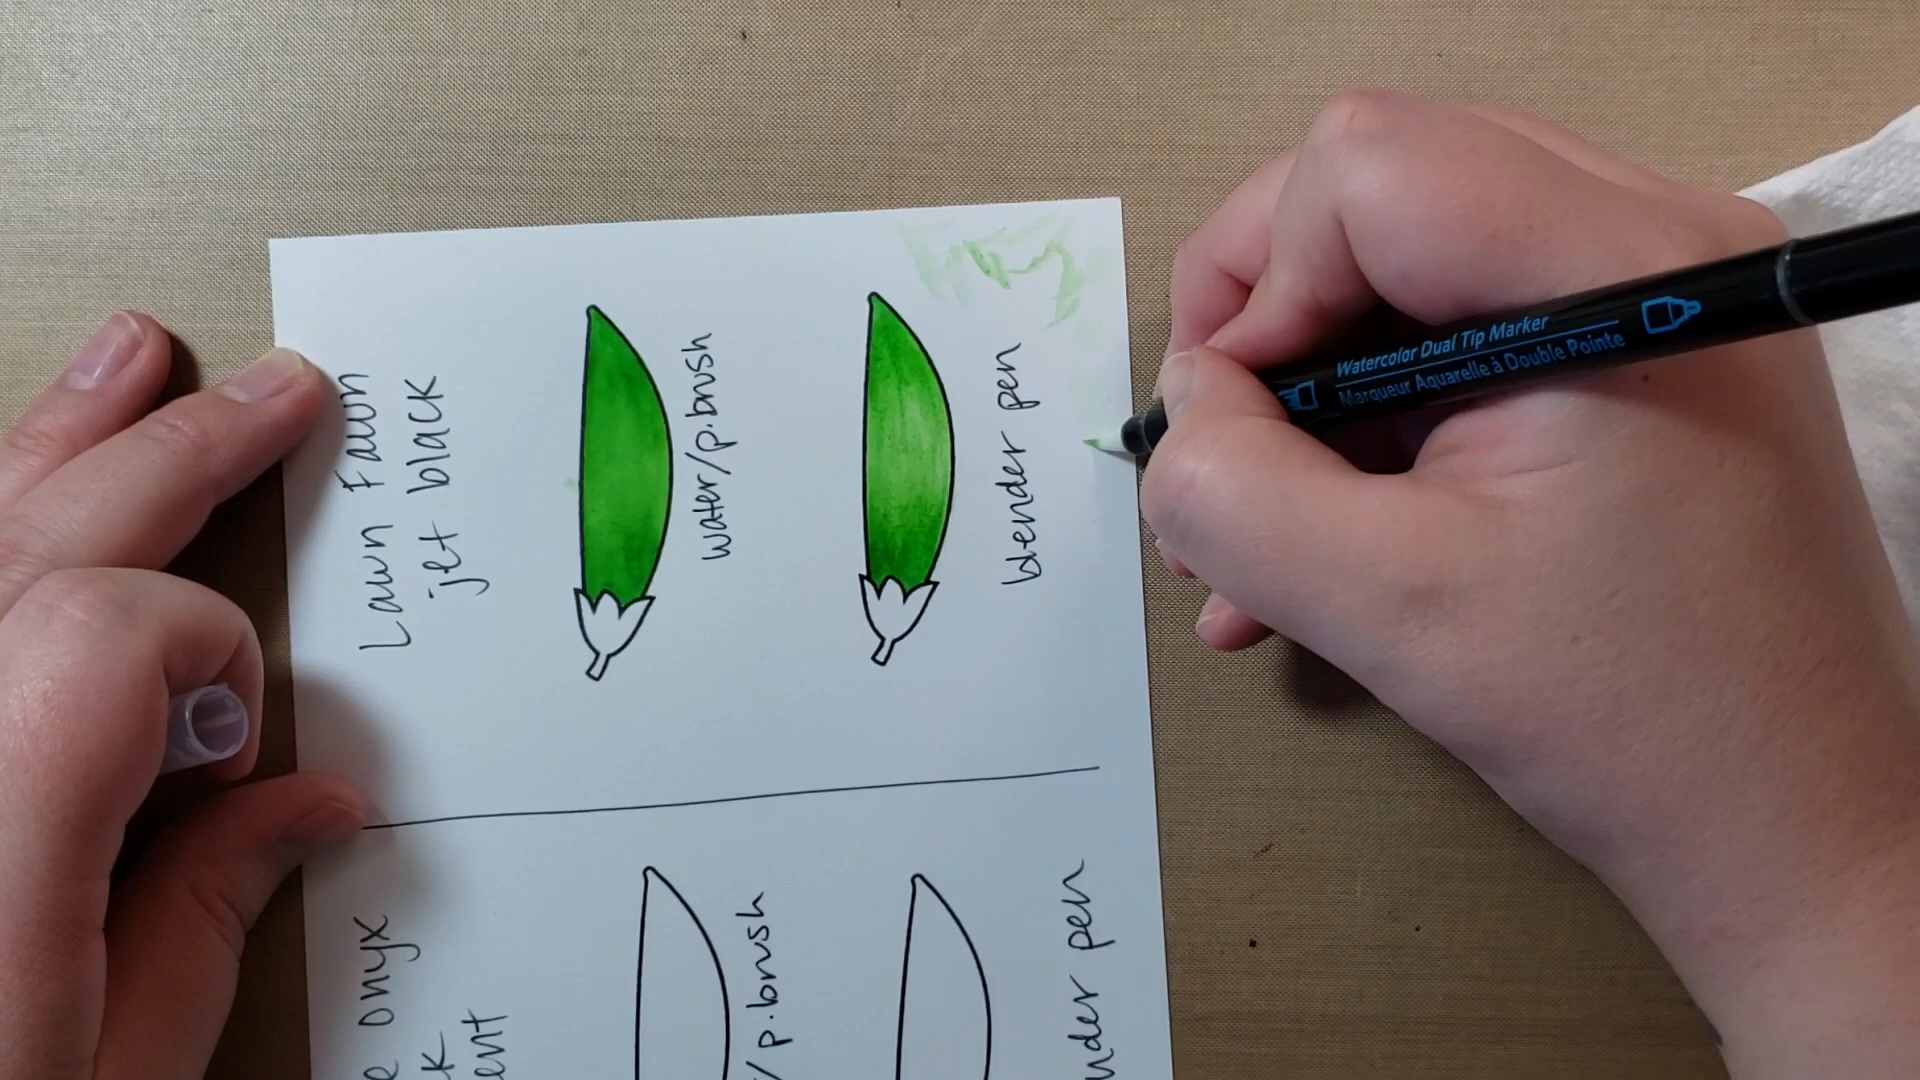 Lawn Fawn
jet black
water/p.brush
blender pen
Watercolor Dual Tip Marker
Marqueur Aquarelle à Double Pointe
onyx
/p.brush
pen